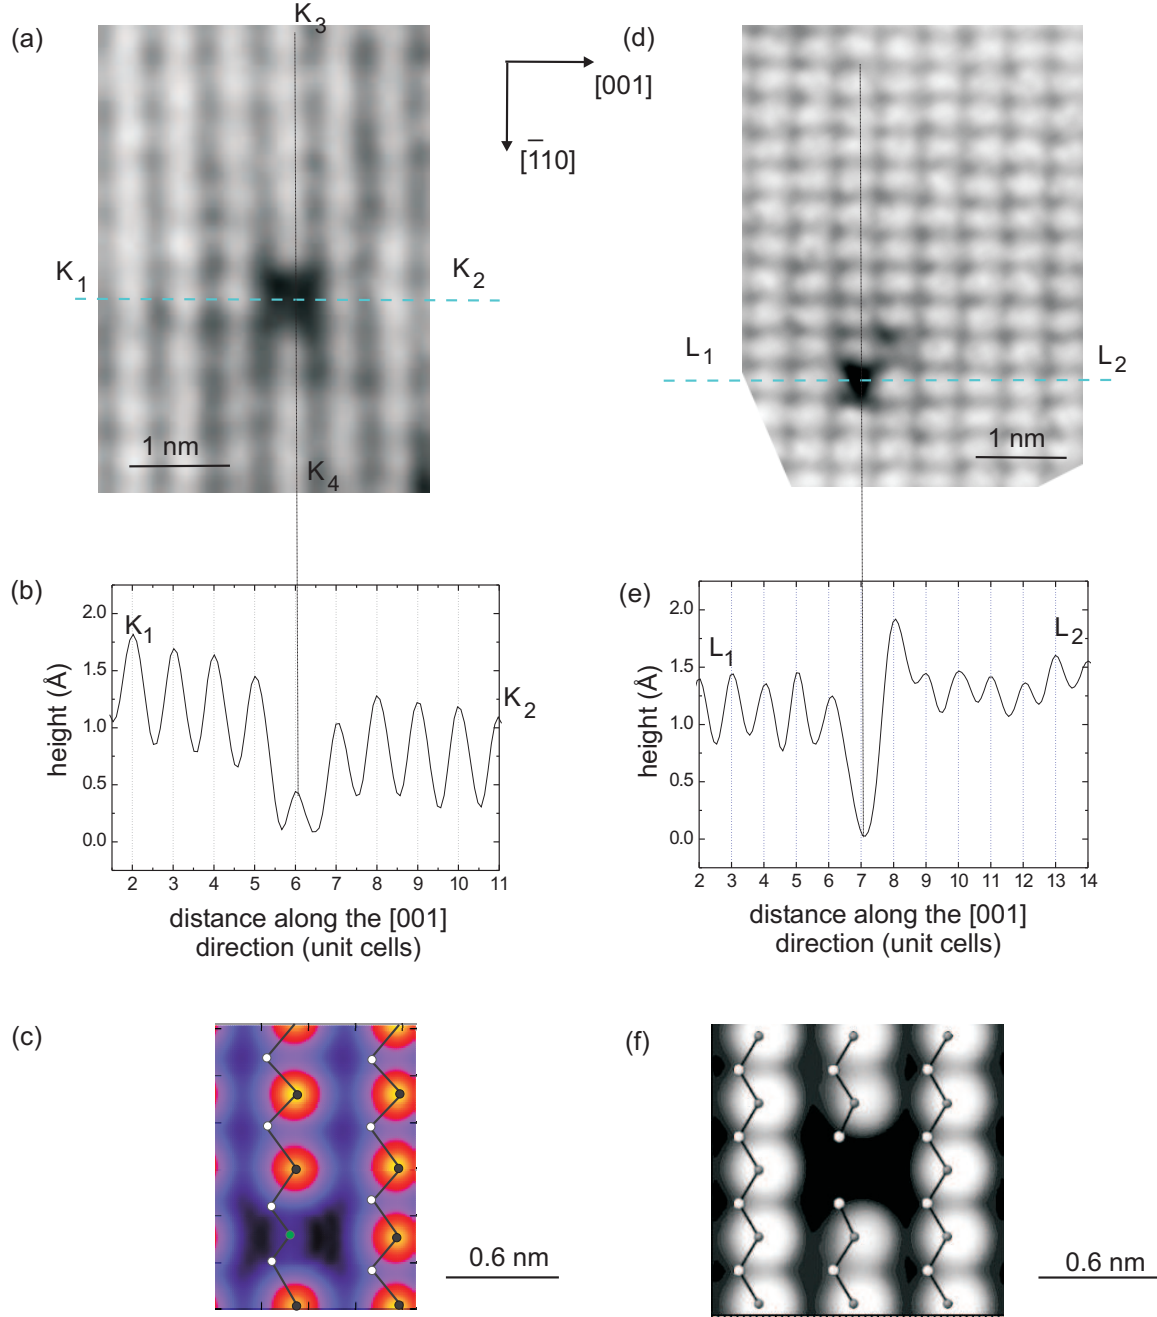 (a)
K3
[001]
[1̄10]
K1
K2
1 nm
K4
(d)
L1
L2
1 nm
(b)
2.0
1.5
1.0
0.5
0.0
height (Å)
K1
K2
2 3 4 5 6 7 8 9 10 11
distance along the [001]
direction (unit cells)
(e)
2.0
1.5
1.0
0.5
0.0
height (Å)
L1
L2
2 3 4 5 6 7 8 9 10 11 12 13 14
distance along the [001]
direction (unit cells)
(c)
0.6 nm
(f)
0.6 nm